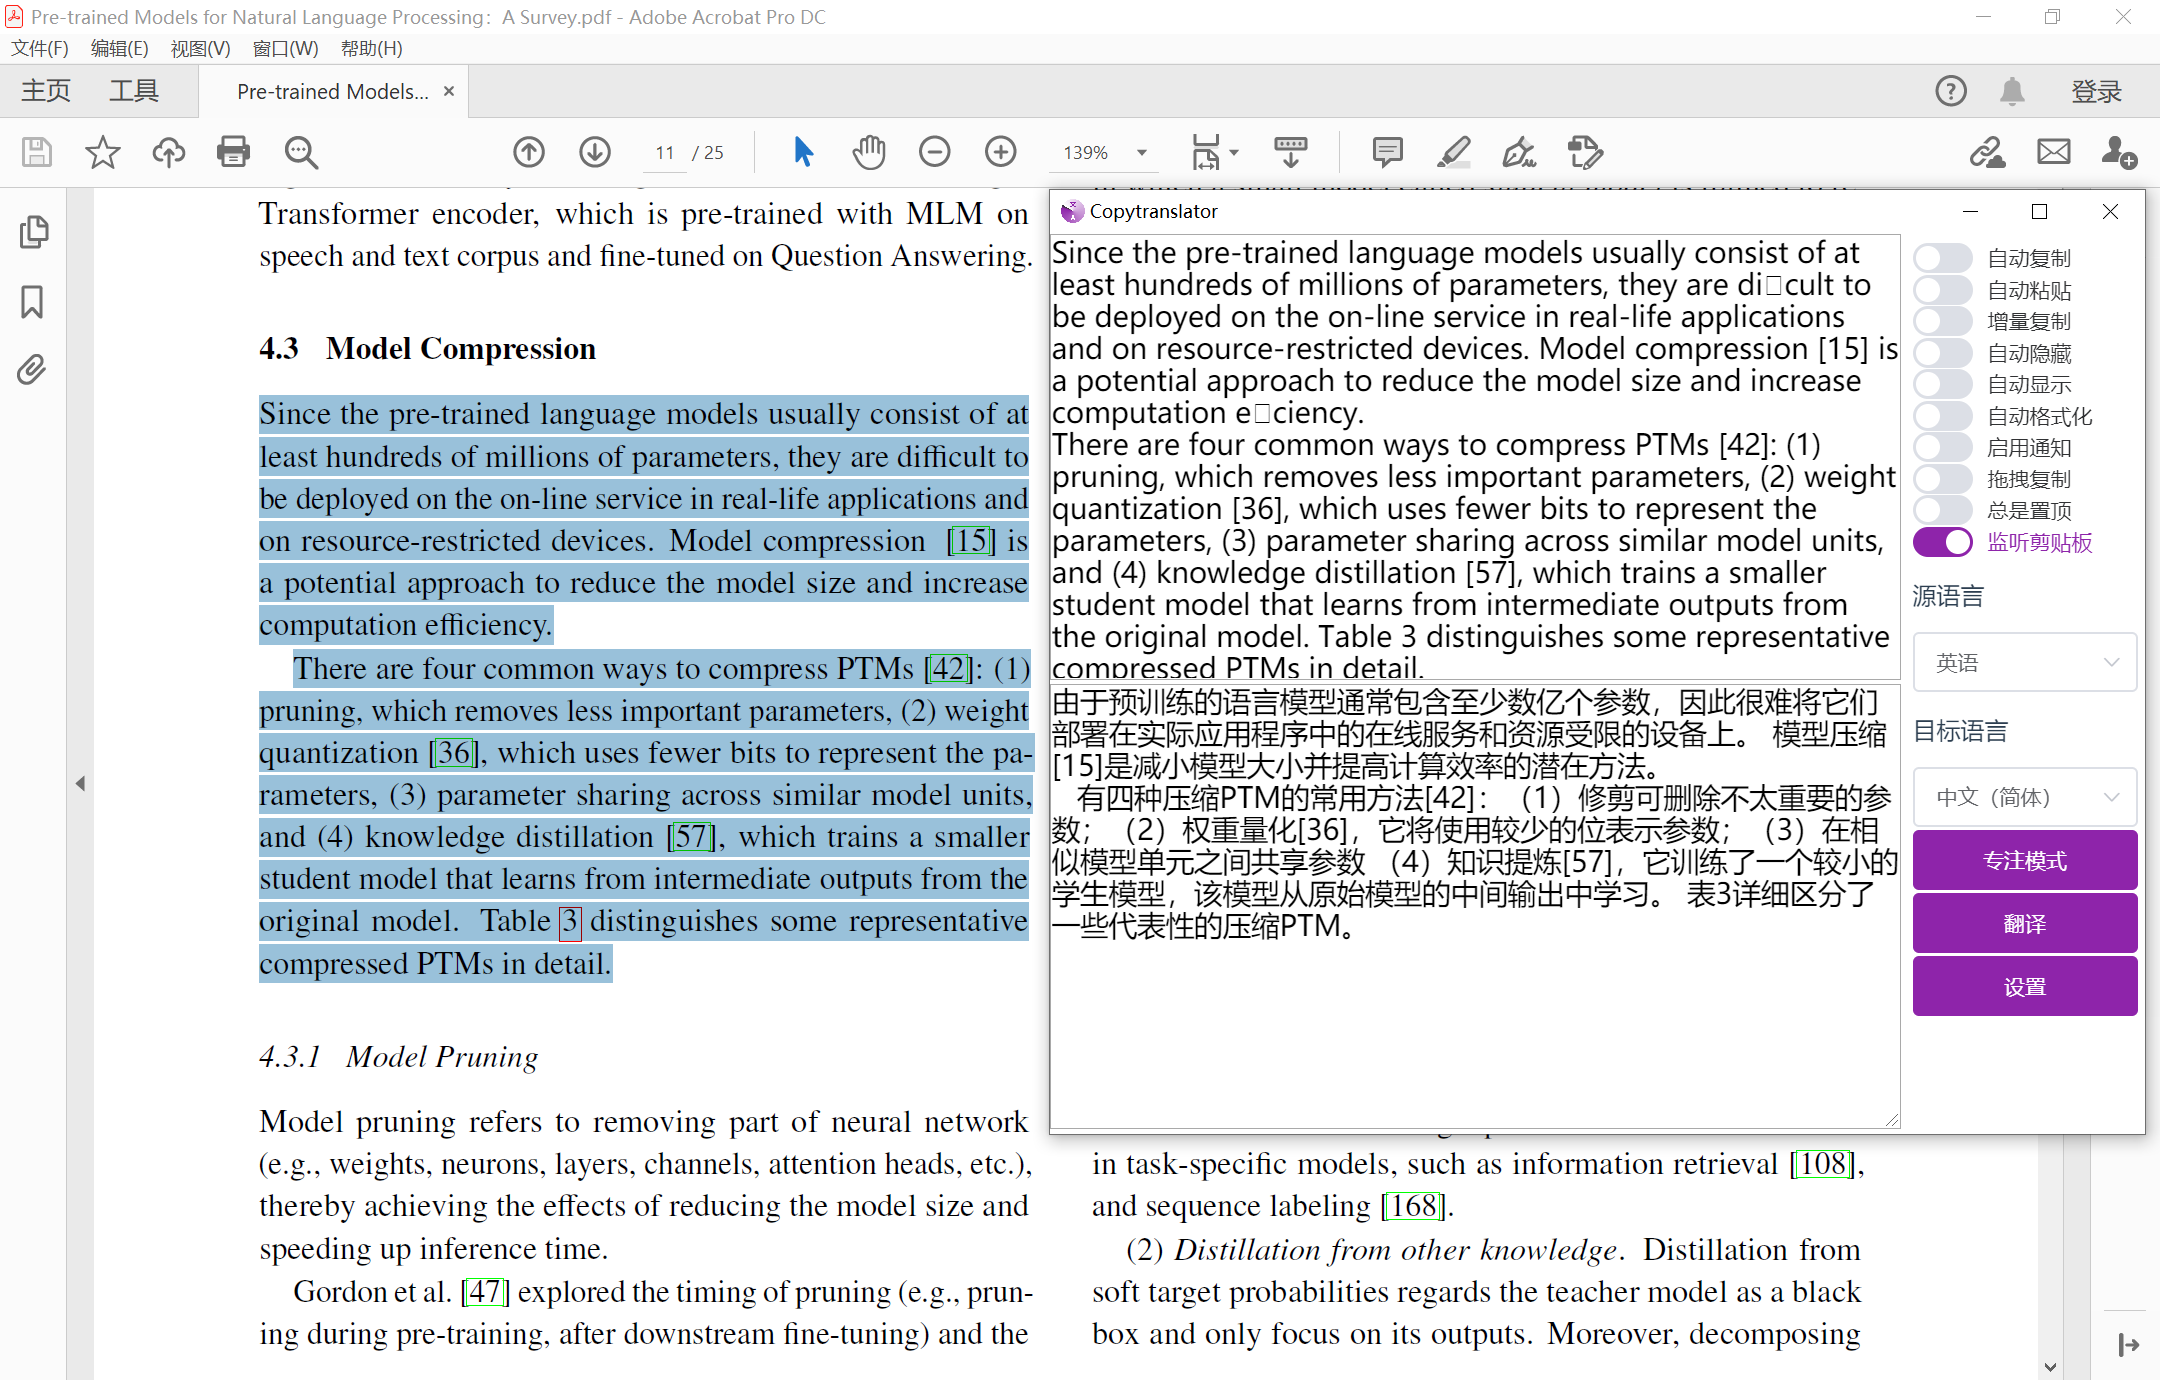 Pre-trained Models for Natural Language Processing：A Survey.pdf - Adobe Acrobat Pro DC
文件(F) 编辑(E) 视图(V) 窗口(W) 帮助(H)
主页 工具 Pre-trained Models... × 登录
11 / 25 139%
Transformer encoder, which is pre-trained with MLM on
speech and text corpus and fine-tuned on Question Answering.
4.3 Model Compression
Since the pre-trained language models usually consist of at
least hundreds of millions of parameters, they are difficult to
be deployed on the on-line service in real-life applications and
on resource-restricted devices. Model compression [15] is
a potential approach to reduce the model size and increase
computation efficiency.
There are four common ways to compress PTMs [42]: (1)
pruning, which removes less important parameters, (2) weight
quantization [36], which uses fewer bits to represent the pa-
rameters, (3) parameter sharing across similar model units,
and (4) knowledge distillation [57], which trains a smaller
student model that learns from intermediate outputs from the
original model. Table 3 distinguishes some representative
compressed PTMs in detail.
4.3.1 Model Pruning
Model pruning refers to removing part of neural network
(e.g., weights, neurons, layers, channels, attention heads, etc.),
thereby achieving the effects of reducing the model size and
speeding up inference time.
Gordon et al. [47] explored the timing of pruning (e.g., prun-
ing during pre-training, after downstream fine-tuning) and the
Copytranslator
Since the pre-trained language models usually consist of at
least hundreds of millions of parameters, they are di□cult to
be deployed on the on-line service in real-life applications
and on resource-restricted devices. Model compression [15] is
a potential approach to reduce the model size and increase
computation e□ciency.
There are four common ways to compress PTMs [42]: (1)
pruning, which removes less important parameters, (2) weight
quantization [36], which uses fewer bits to represent the
parameters, (3) parameter sharing across similar model units,
and (4) knowledge distillation [57], which trains a smaller
student model that learns from intermediate outputs from
the original model. Table 3 distinguishes some representative
compressed PTMs in detail.
由于预训练的语言模型通常包含至少数亿个参数，因此很难将它们
部署在实际应用程序中的在线服务和资源受限的设备上。 模型压缩
[15]是减小模型大小并提高计算效率的潜在方法。
有四种压缩PTM的常用方法[42]：（1）修剪可删除不太重要的参
数；（2）权重量化[36]，它将使用较少的位表示参数；（3）在相
似模型单元之间共享参数 （4）知识提炼[57]，它训练了一个较小的
学生模型，该模型从原始模型的中间输出中学习。 表3详细区分了
一些代表性的压缩PTM。
自动复制
自动粘贴
增量复制
自动隐藏
自动显示
自动格式化
启用通知
拖拽复制
总是置顶
监听剪贴板
源语言
英语
目标语言
中文（简体）
专注模式
翻译
设置
in task-specific models, such as information retrieval [108],
and sequence labeling [168].
(2) Distillation from other knowledge. Distillation from
soft target probabilities regards the teacher model as a black
box and only focus on its outputs. Moreover, decomposing